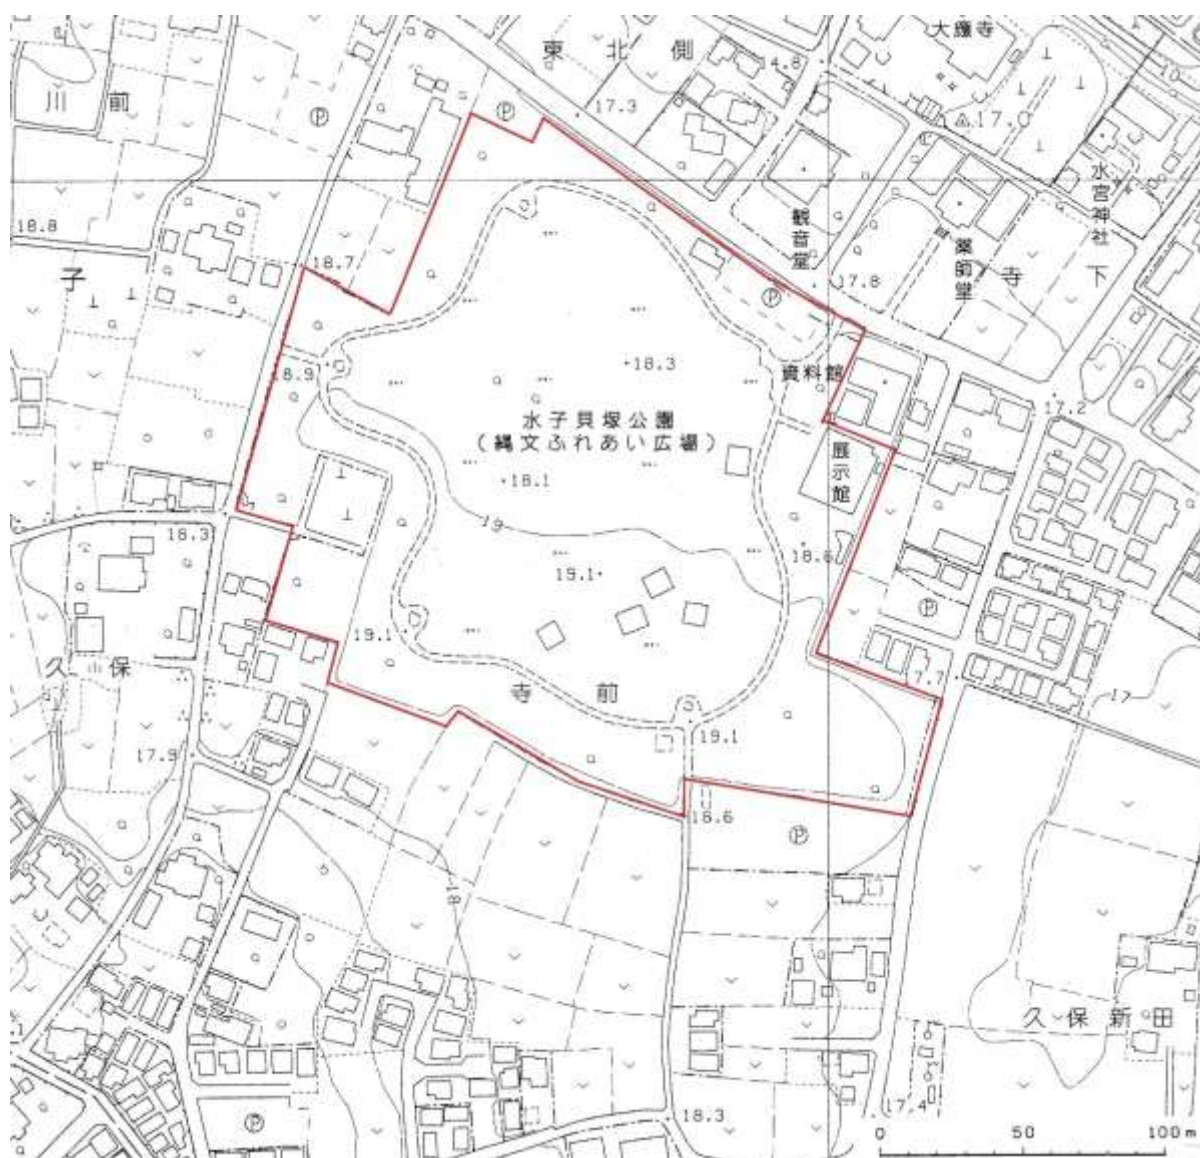 東北側
大應寺
川前
4.8
17.3
17.0
水宮神社
18.8
観音堂
薬師堂
寺下
子
18.7
17.8
18.3
資料館
18.9
17.2
水子貝塚公園
(縄文ふれあい広場)
展示館
18.1
19
18.3
18.6
19.1
19.1
久保
寺前
17.7
17
19.1
17.9
18.6
18
久保新田
17.4
18.3
0 50 100m